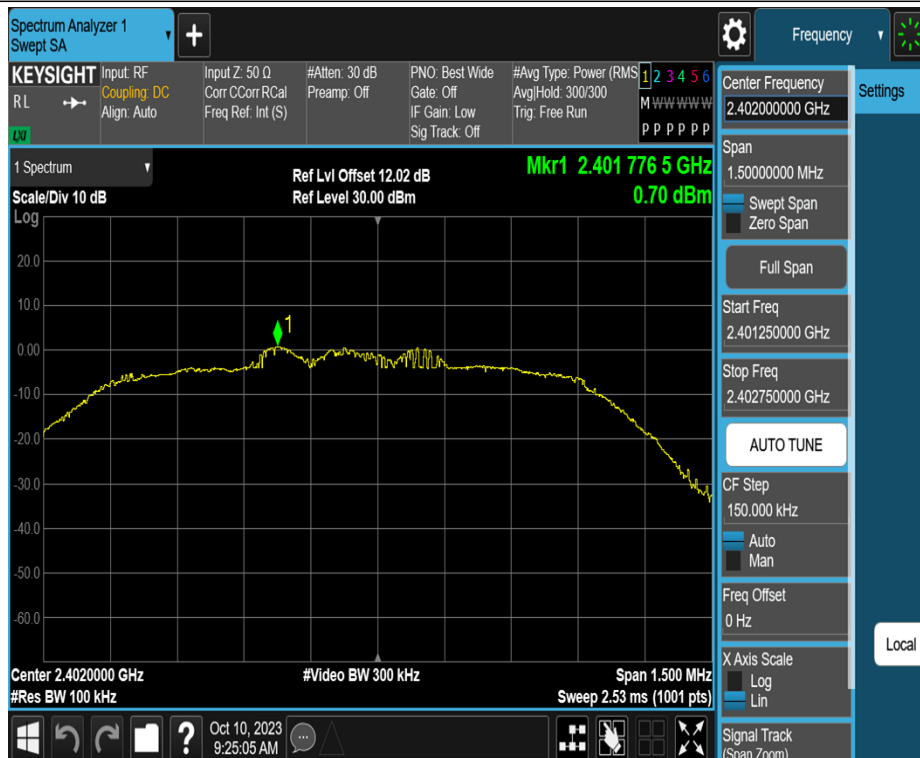 Spectrum Analyzer 1
Swept SA
+
Frequency
KEYSIGHT
RL
LXI
Input: RF
Coupling: DC
Align: Auto
Input Z: 50 Ω
Corr CCorr RCal
Freq Ref: Int (S)
#Atten: 30 dB
Preamp: Off
PNO: Best Wide
Gate: Off
IF Gain: Low
Sig Track: Off
#Avg Type: Power (RMS
Avg|Hold: 300/300
Trig: Free Run
1 2 3 4 5 6
M W W W W W
P P P P P P
1 Spectrum
Scale/Div 10 dB
Log
Ref Lvl Offset 12.02 dB
Ref Level 30.00 dBm
Mkr1 2.401 776 5 GHz
0.70 dBm
20.0
10.0
0.00
-10.0
-20.0
-30.0
-40.0
-50.0
-60.0
1
Center 2.4020000 GHz
#Res BW 100 kHz
#Video BW 300 kHz
Span 1.500 MHz
Sweep 2.53 ms (1001 pts)
?
Oct 10, 2023
9:25:05 AM
Center Frequency
2.402000000 GHz
Span
1.50000000 MHz
Swept Span
Zero Span
Full Span
Start Freq
2.401250000 GHz
Stop Freq
2.402750000 GHz
AUTO TUNE
CF Step
150.000 kHz
Auto
Man
Freq Offset
0 Hz
X Axis Scale
Log
Lin
Signal Track
(Span Zoom)
Settings
Local